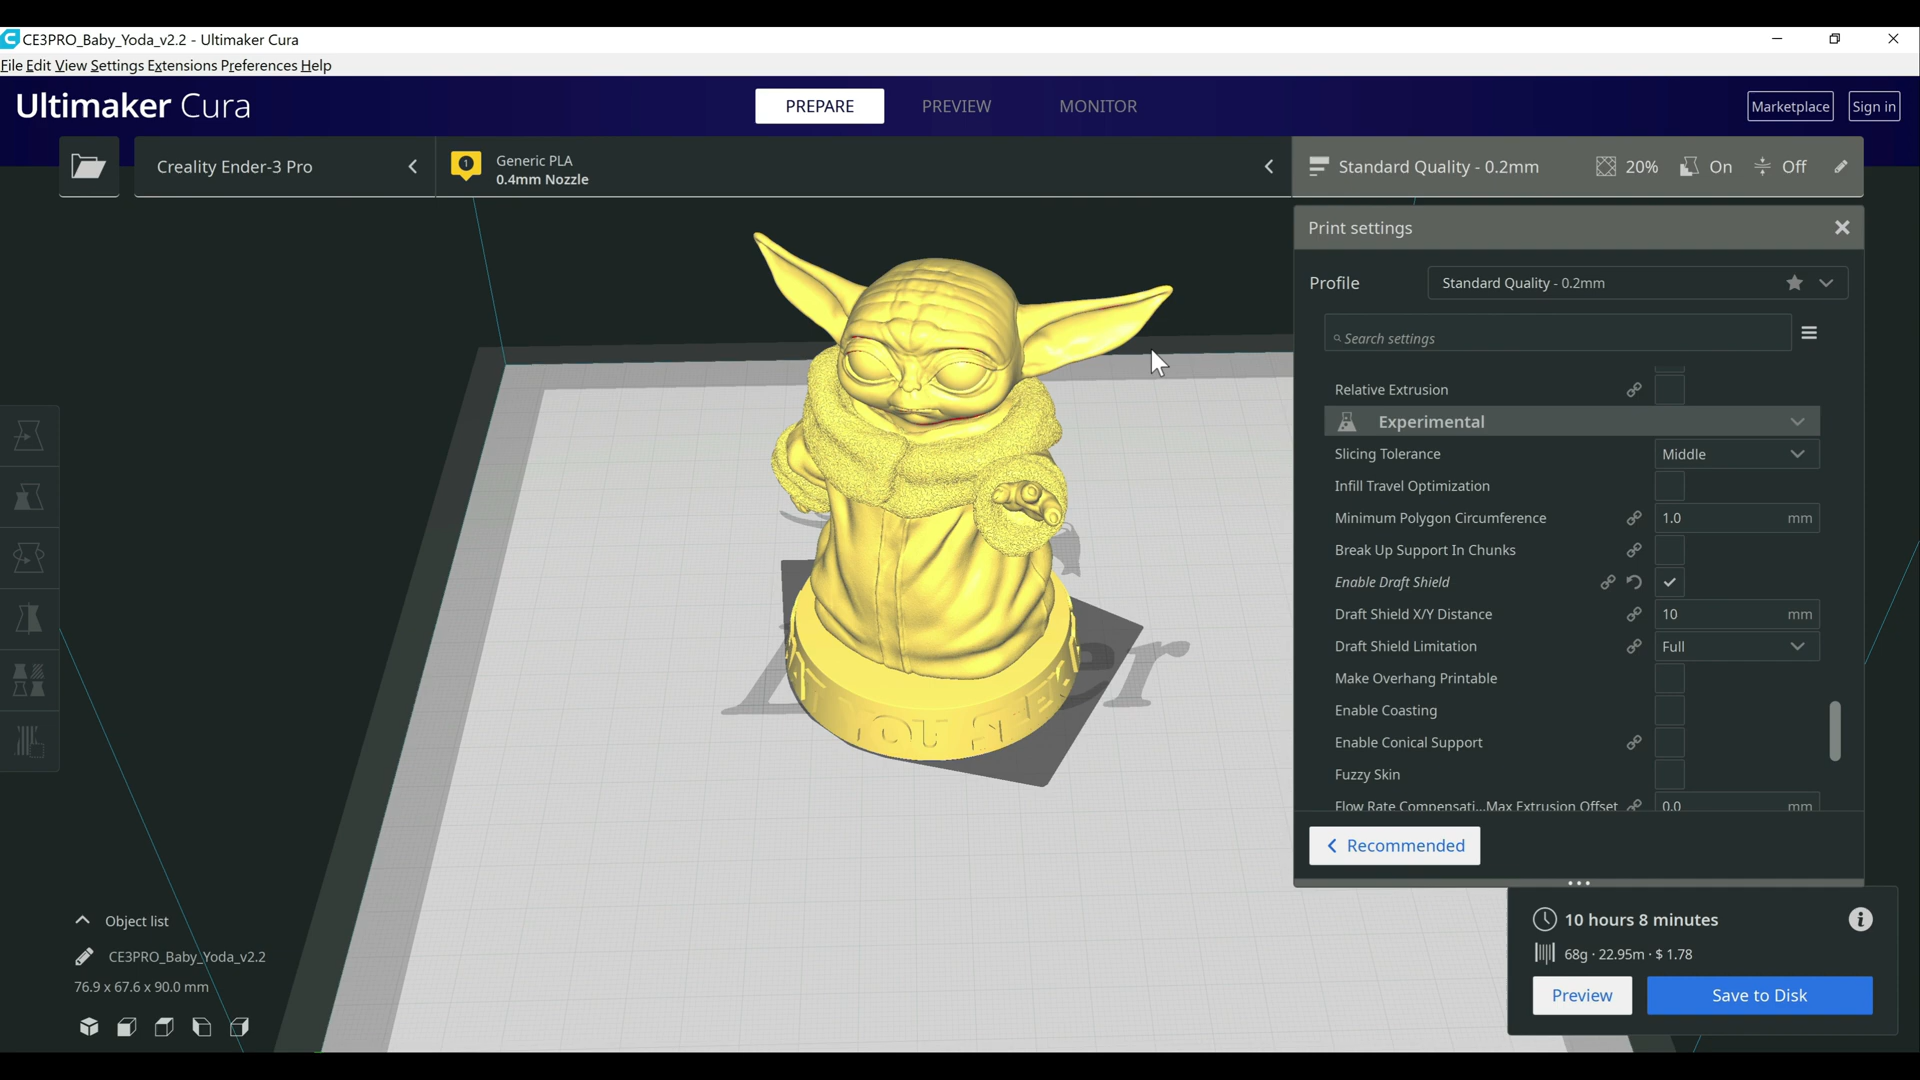 CE3PRO_Baby_Yoda_v2.2 - Ultimaker Cura
File Edit View Settings Extensions Preferences Help
Ultimaker Cura
PREPARE
PREVIEW
MONITOR
Marketplace
Sign in
Creality Ender-3 Pro
1
Generic PLA
0.4mm Nozzle
Standard Quality - 0.2mm
20%
On
Off
Print settings
Profile
Standard Quality - 0.2mm
Search settings
Relative Extrusion
Experimental
Slicing Tolerance
Middle
Infill Travel Optimization
Minimum Polygon Circumference
1.0 mm
Break Up Support In Chunks
Enable Draft Shield
Draft Shield X/Y Distance
10 mm
Draft Shield Limitation
Full
Make Overhang Printable
Enable Coasting
Enable Conical Support
Fuzzy Skin
Flow Rate Compensati...Max Extrusion Offset
0.0 mm
Recommended
10 hours 8 minutes
68g · 22.95m · $ 1.78
Preview
Save to Disk
Object list
CE3PRO_Baby_Yoda_v2.2
76.9 x 67.6 x 90.0 mm